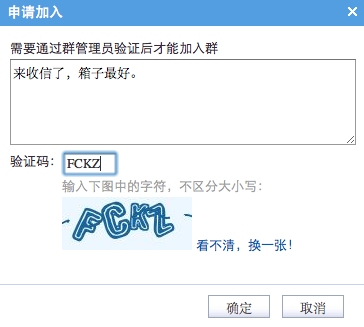 申请加入
需要通过群管理员验证后才能加入群
来收信了，箱子最好。
验证码：FCKZ
输入下图中的字符，不区分大小写：
FCKZ
看不清，换一张！
确定 取消